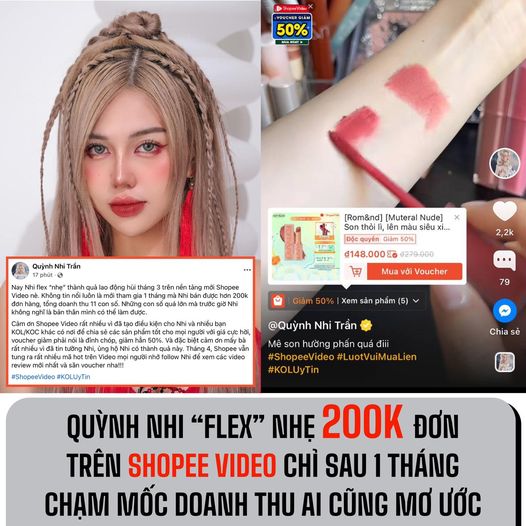 Quỳnh Nhi Trần
17 phút
Nay Nhi flex "nhẹ" thành quả lao động húi tháng 3 trên nền tảng mới Shopee
Video nè. Không tin nổi luôn là mới tham gia 1 tháng mà Nhi bán được hơn 200k
đơn hàng, tổng doanh thu 11 con số. Những con số quá lớn mà trước giờ Nhi
không nghĩ là bản thân mình có thể làm được.
Cảm ơn Shopee rất nhiều vì đã tạo điều kiện cho Nhi và nhiều bạn
KOL/KOC khác có nơi để chia sẻ các sản phẩm tốt cho mọi người với giá cực hời,
voucher giảm phải nói là đỉnh chóp, giảm hẳn 50%. Và đặc biệt cảm ơn mấy bà
rất nhiều vì đã tin tưởng Nhi, ủng hộ Nhi có thành quả này. Tháng 4, Shopee vẫn
tung ra rất nhiều mã hot trên Video mọi người nhớ follow Nhi để xem các video
review mới nhất và săn voucher nha!!!
#ShopeeVideo #KOLUyTin
ShopeeVideo
VOUCHER GIẢM
50%
MUA NGAY
[Rom&nd] [Muteral Nude]
Son thỏi lì, lên màu siêu xi...
Độc quyền Giảm 50%
₫148.000 ₫279.000
Mua với Voucher
Giảm 50% | Xem sản phẩm (5)
@Quỳnh Nhi Trần
Mê son hường phấn quá điii
#ShopeeVideo #LuotVuiMuaLien
#KOLUyTin
2,2k
79
Chia sẻ
QUỲNH NHI “FLEX” NHẸ 200K ĐƠN
TRÊN SHOPEE VIDEO CHỈ SAU 1 THÁNG
CHẠM MỐC DOANH THU AI CŨNG MƠ ƯỚC